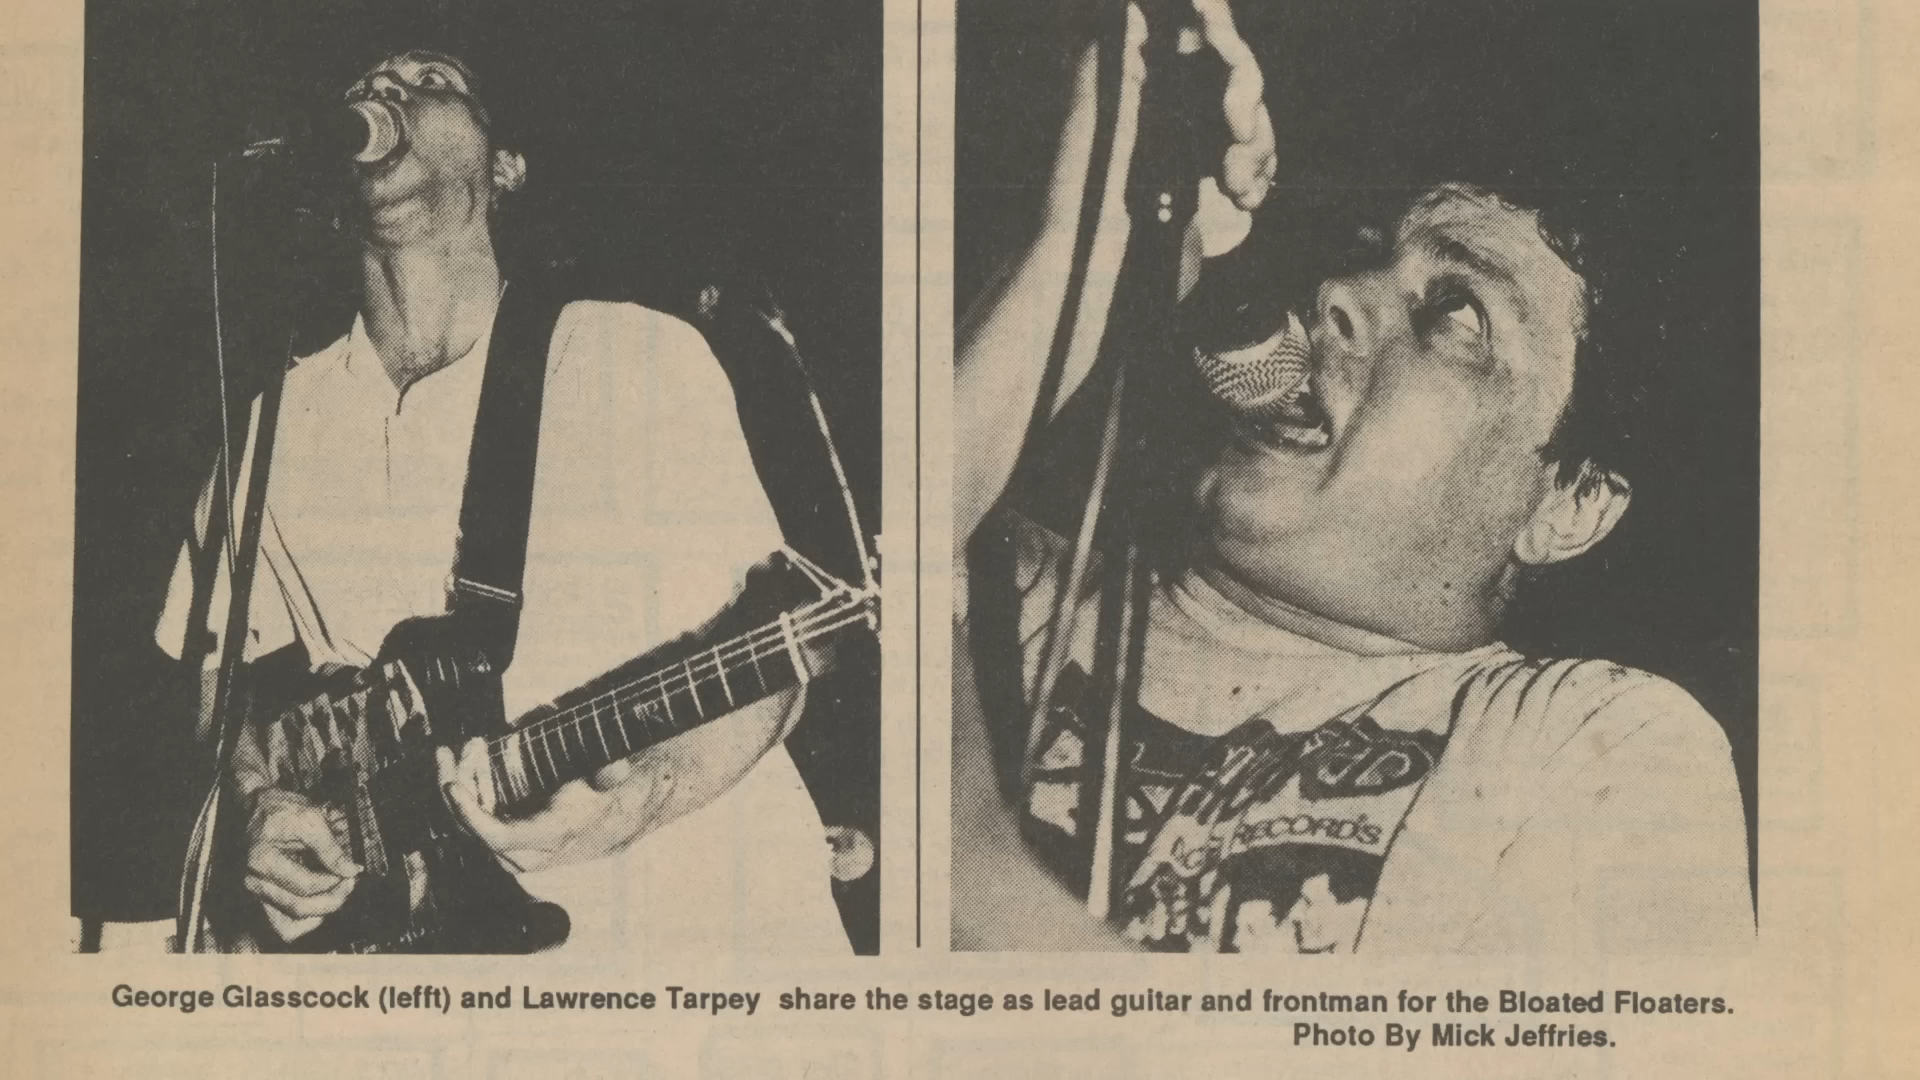 RECORD'S
George Glasscock (lefft) and Lawrence Tarpey share the stage as lead guitar and frontman for the Bloated Floaters.
Photo By Mick Jeffries.